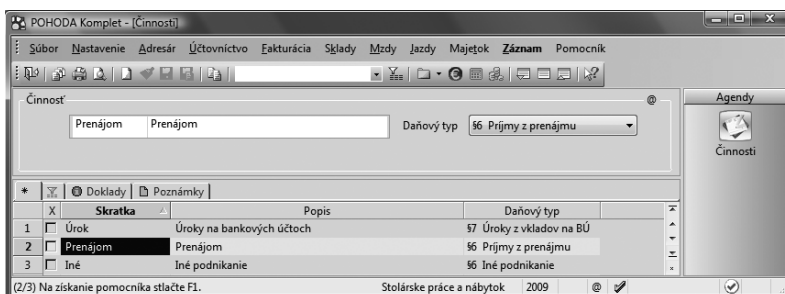 POHODA Komplet - [Činnosti]
Súbor Nastavenie Adresár Účtovníctvo Fakturácia Sklady Mzdy Jazdy Majetok Záznam Pomocník
Činnosť @ Agendy
Prenájom Prenájom Daňový typ §6 Príjmy z prenájmu
Činnosti
* Doklady Poznámky
X Skratka Popis Daňový typ
1 Úrok Úroky na bankových účtoch §7 Úroky z vkladov na BÚ
2 Prenájom Prenájom §6 Príjmy z prenájmu
3 Iné Iné podnikanie §6 Iné podnikanie
(2/3) Na získanie pomocníka stlačte F1. Stolárske práce a nábytok 2009 @